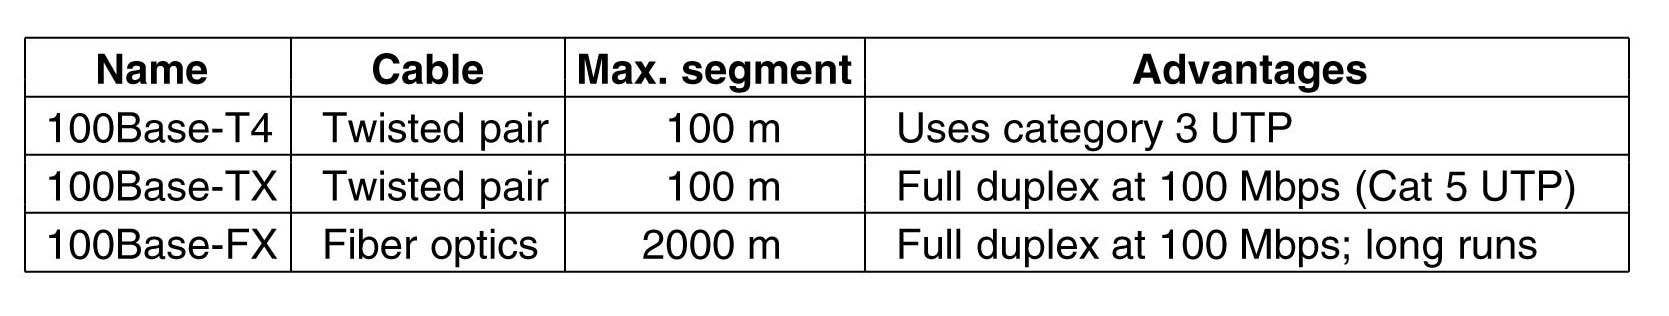 Name Cable Max. segment Advantages
100Base-T4 Twisted pair 100 m Uses category 3 UTP
100Base-TX Twisted pair 100 m Full duplex at 100 Mbps (Cat 5 UTP)
100Base-FX Fiber optics 2000 m Full duplex at 100 Mbps; long runs